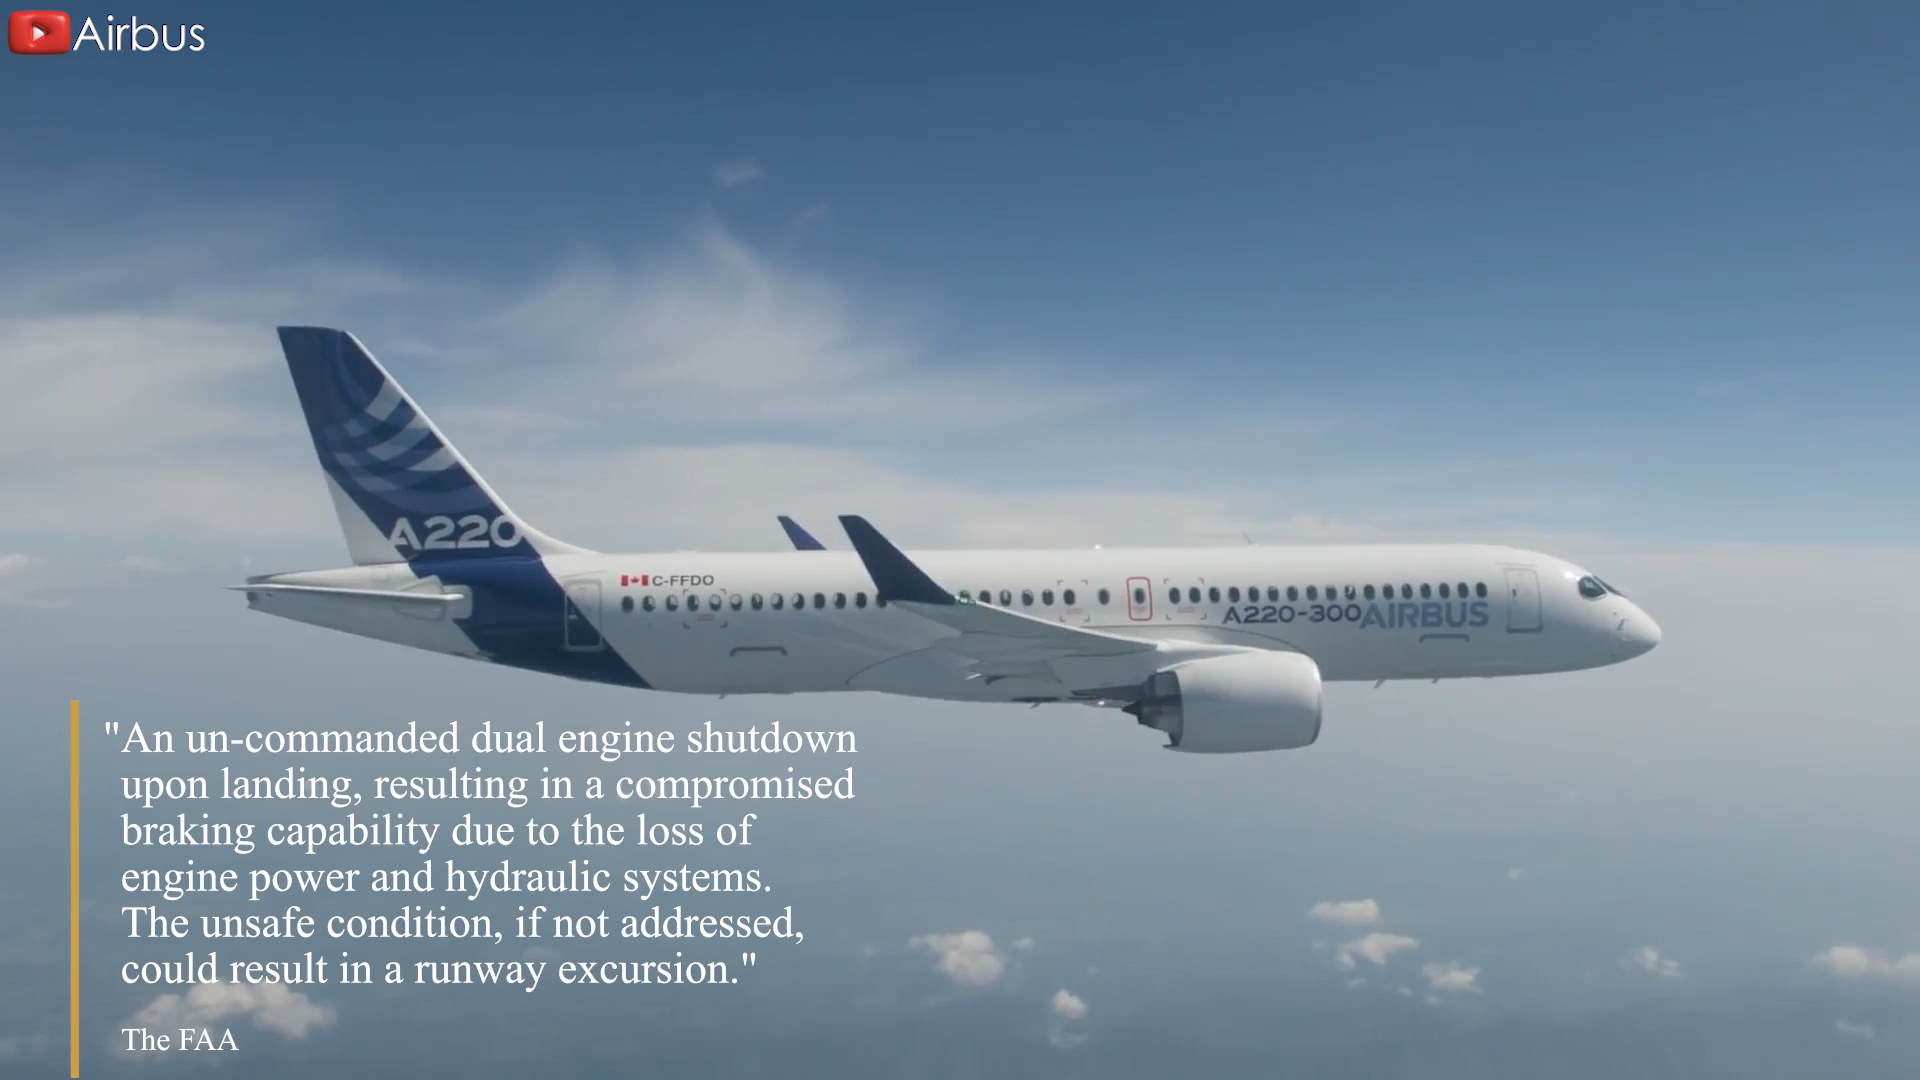 Airbus
A220
C-FFDO
A220-300 AIRBUS
"An un-commanded dual engine shutdown
upon landing, resulting in a compromised
braking capability due to the loss of
engine power and hydraulic systems.
The unsafe condition, if not addressed,
could result in a runway excursion."
The FAA